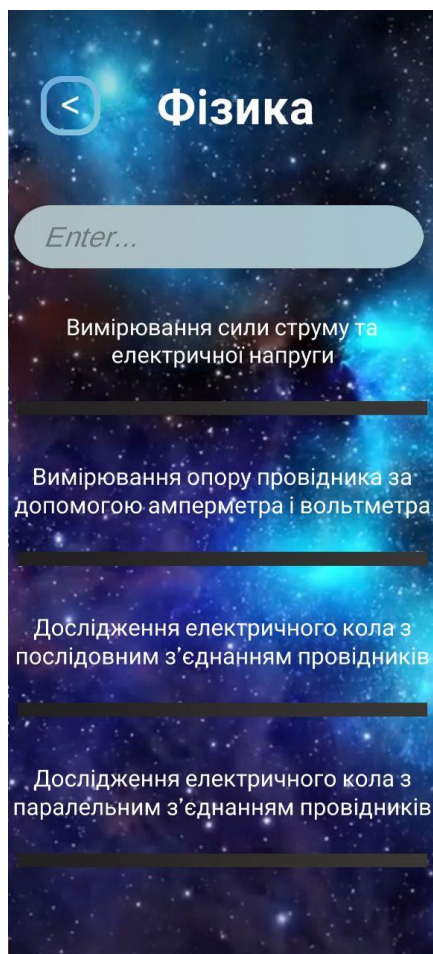 <
Фізика
Enter...
Вимірювання сили струму та
електричної напруги
Вимірювання опору провідника за
допомогою амперметра і вольтметра
Дослідження електричного кола з
послідовним з’єднанням провідників
Дослідження електричного кола з
паралельним з’єднанням провідників